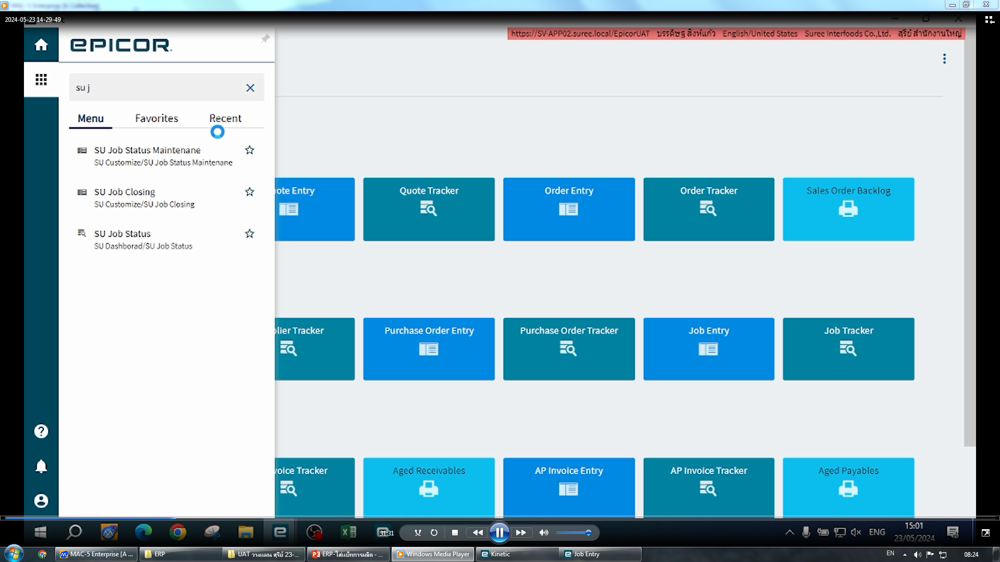 2024-05-23 14-29-49
https://SV-APP02.suree.local/EpicorUAT บรรดิษฐ สิงห์แก้ว English/United States Suree Interfoods Co.,Ltd. สุรีย์ สำนักงานใหญ่
EPICOR
su j
Menu Favorites Recent
SU Job Status Maintenane
SU Customize/SU Job Status Maintenane
SU Job Closing
SU Customize/SU Job Closing
SU Job Status
SU Dashborad/SU Job Status
ote Entry Quote Tracker Order Entry Order Tracker Sales Order Backlog
lier Tracker Purchase Order Entry Purchase Order Tracker Job Entry Job Tracker
voice Tracker Aged Receivables AP Invoice Entry AP Invoice Tracker Aged Payables
31:31
ENG
15:01
23/05/2024
MAC-5 Enterprise [A ... ERP UAT วางแผน สุรีย์ 23-... ERP-ใส่แบ็ทการผลิต - ... Windows Media Player Kinetic Job Entry EN 08:24